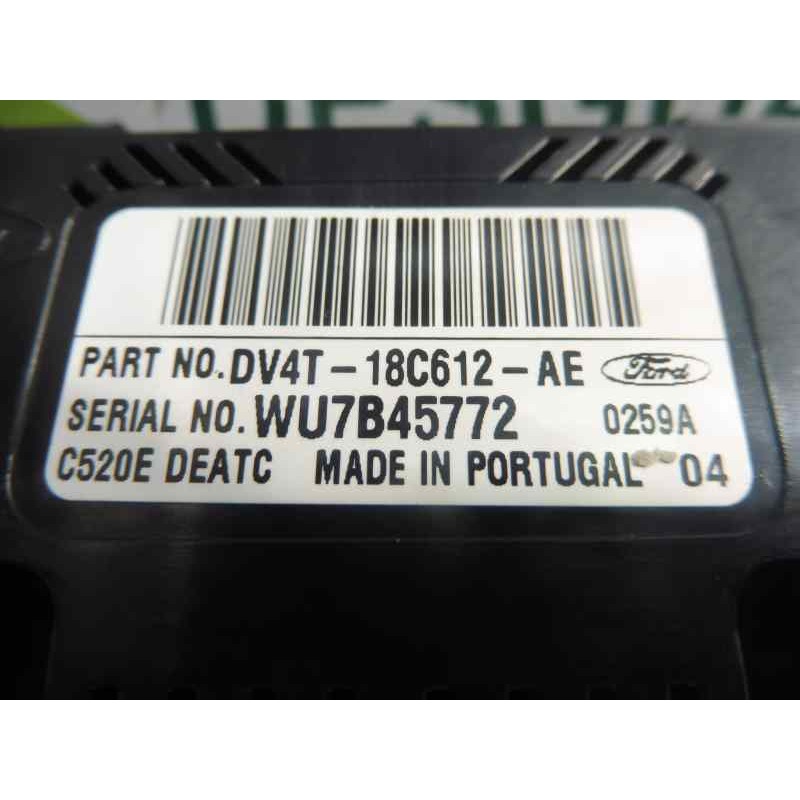 PART NO. DV4T-18C612-AE Ford
SERIAL NO. WU7B45772 0259A
C520E DEATC MADE IN PORTUGAL 04